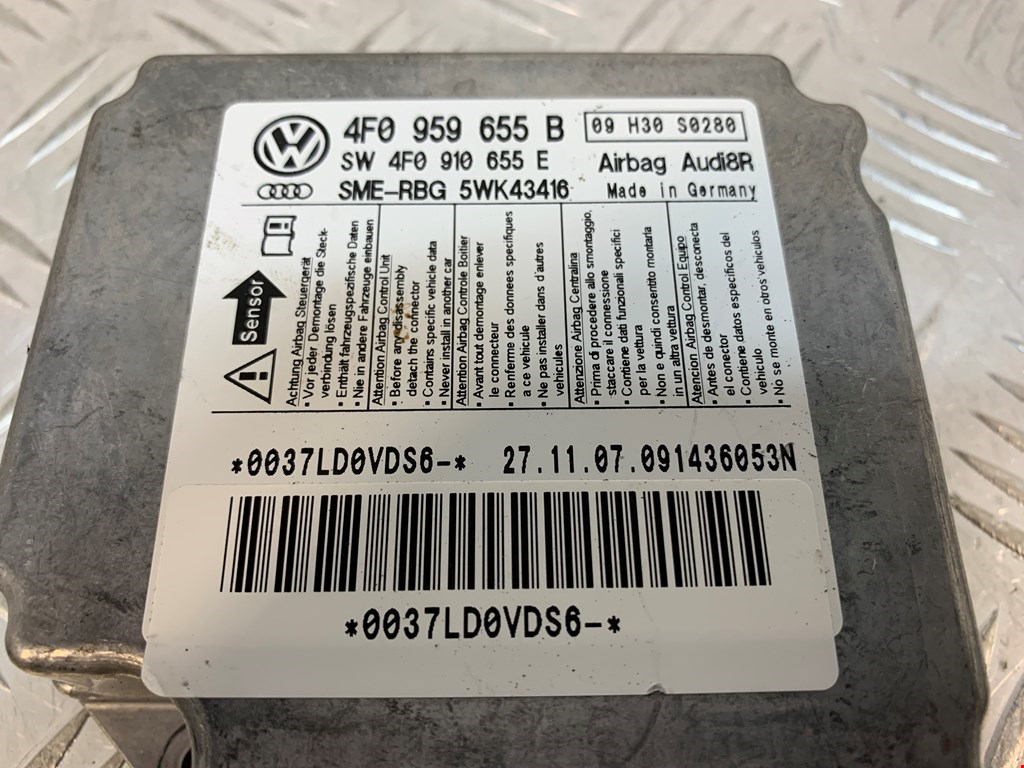 4F0 959 655 B
09 H30 S0280
SW 4F0 910 655 E
Airbag Audi8R
SME-RBG 5WK43416
Made in Germany
Sensor
Achtung Airbag Steuergerät
• Vor jeder Demontage die Steck-
verbindung lösen
• Enthält fahrzeugspezifische Daten
• Nie in andere Fahrzeuge einbauen
Attention Airbag Control Unit
• Before any disassembly
detach the connector
• Contains specific vehicle data
• Never install in another car
Attention Airbag Controlle Boitier
• Avant tout demontage enlever
le connecteur
• Renferme des donnees specifiques
a ce vehicule
• Ne pas installer dans d'autres
vehicules
Attenzione Airbag Centralina
• Prima di procedere allo smontaggio,
staccare il connessione
• Contiene dati funzionali specifici
per la vettura
• Non e quindi consentito montarla
in un altra vettura
Atencion Airbag Control Equipo
• Antes de desmontar, desconecta
el conector
• Contiene datos especificos del
vehiculo
• No se monte en otros vehiculos
*0037LD0VDS6-* 27.11.07.091436053N
*0037LD0VDS6-*